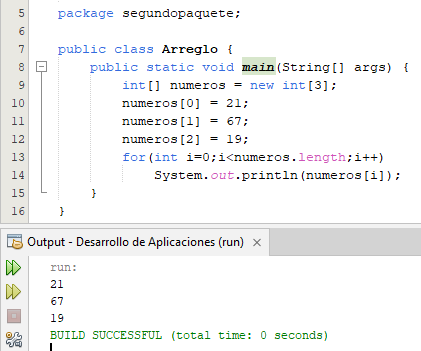 5 package segundopaquete;
6
7 public class Arreglo {
8 public static void main(String[] args) {
9 int[] numeros = new int[3];
10 numeros[0] = 21;
11 numeros[1] = 67;
12 numeros[2] = 19;
13 for(int i=0;i<numeros.length;i++)
14 System.out.println(numeros[i]);
15 }
16 }
Output - Desarrollo de Aplicaciones (run) ×
run:
21
67
19
BUILD SUCCESSFUL (total time: 0 seconds)